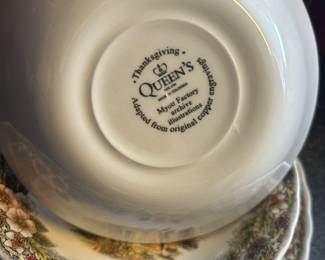 · Thanksgiving ·
QUEEN'S
Myott Factory
archive
illustrations
Adapted from original copper engravings